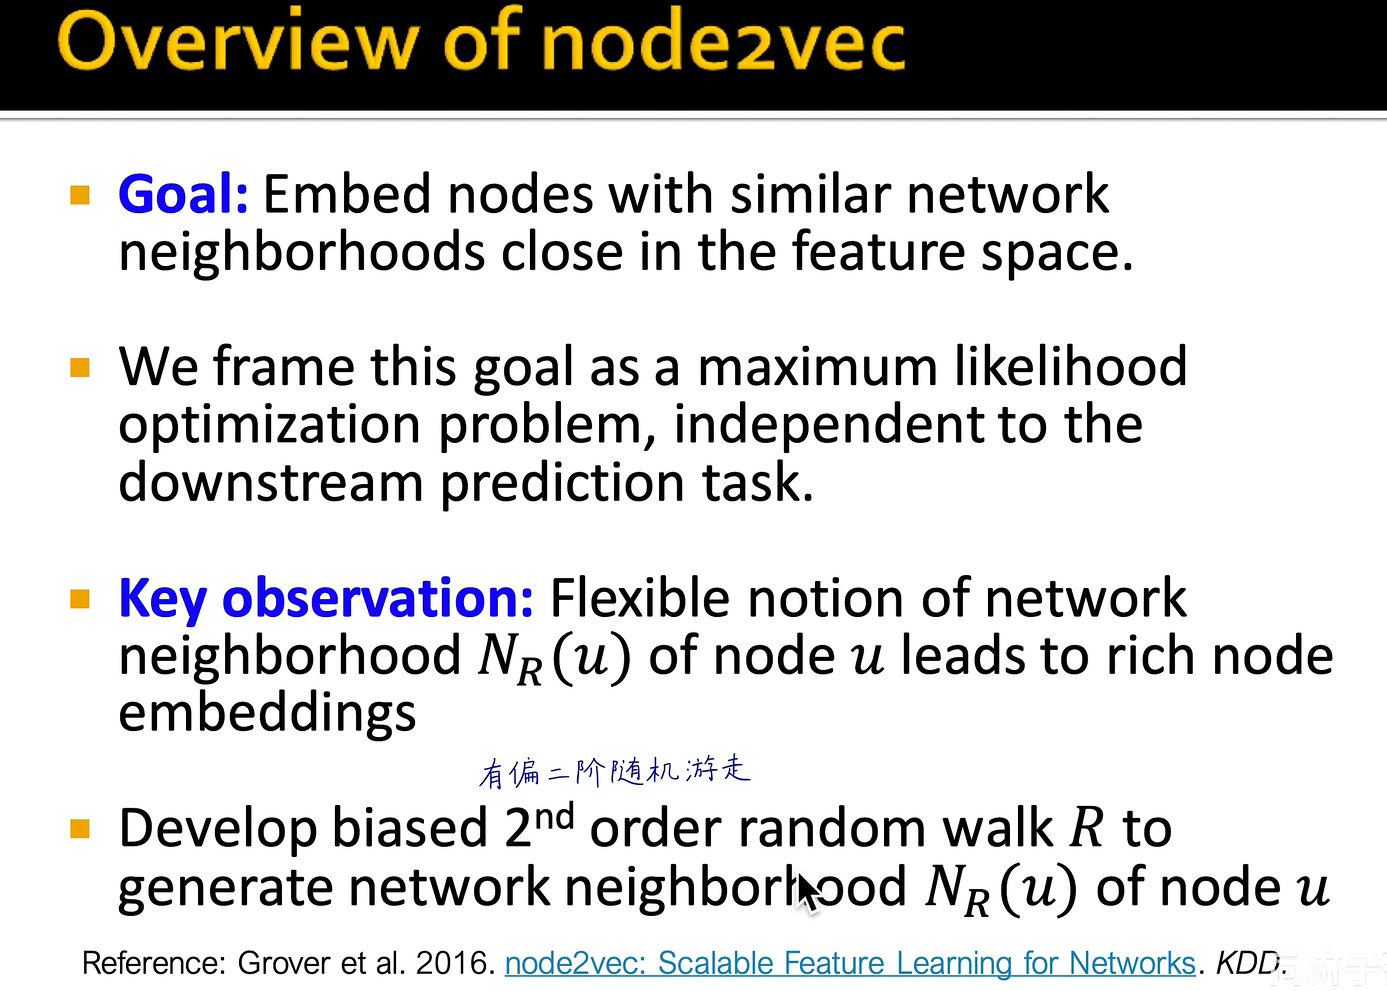 Overview of node2vec
Goal: Embed nodes with similar network
neighborhoods close in the feature space.
We frame this goal as a maximum likelihood
optimization problem, independent to the
downstream prediction task.
Key observation: Flexible notion of network
neighborhood N_R(u) of node u leads to rich node
embeddings
有偏二阶随机游走
Develop biased 2nd order random walk R to
generate network neighborhood N_R(u) of node u
Reference: Grover et al. 2016. node2vec: Scalable Feature Learning for Networks. KDD.